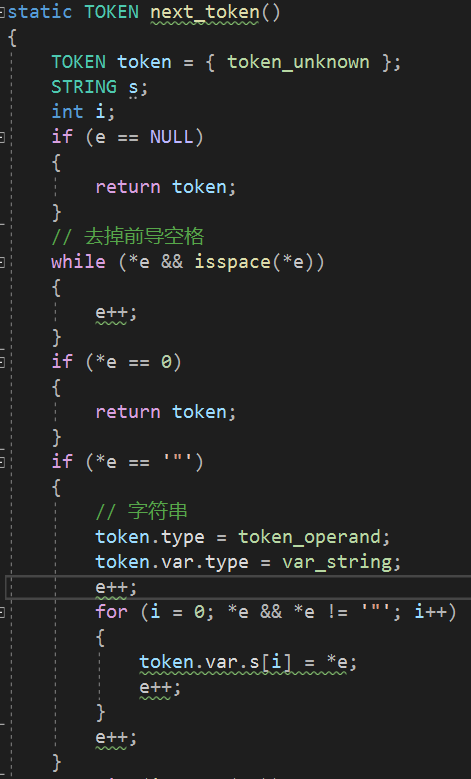 static TOKEN next_token()
{
TOKEN token = { token_unknown };
STRING s;
int i;
if (e == NULL)
{
return token;
}
// 去掉前导空格
while (*e && isspace(*e))
{
e++;
}
if (*e == 0)
{
return token;
}
if (*e == '"')
{
// 字符串
token.type = token_operand;
token.var.type = var_string;
e++;
for (i = 0; *e && *e != '"'; i++)
{
token.var.s[i] = *e;
e++;
}
e++;
}